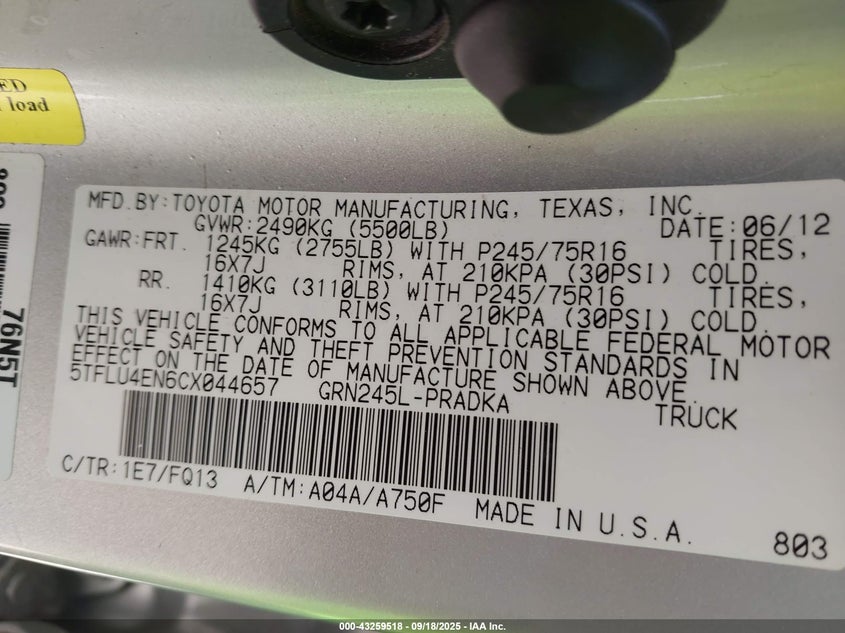 ED
load
76N5T
MFD.BY:TOYOTA MOTOR MANUFACTURING, TEXAS, INC.
GVWR:2490KG (5500LB) DATE:06/12
GAWR:FRT. 1245KG (2755LB) WITH P245/75R16 TIRES,
16X7J RIMS, AT 210KPA (30PSI) COLD.
RR. 1410KG (3110LB) WITH P245/75R16 TIRES,
16X7J RIMS, AT 210KPA (30PSI) COLD.
THIS VEHICLE CONFORMS TO ALL APPLICABLE FEDERAL MOTOR
VEHICLE SAFETY AND THEFT PREVENTION STANDARDS IN
EFFECT ON THE DATE OF MANUFACTURE SHOWN ABOVE.
5TFLU4EN6CX044657 GRN245L-PRADKA TRUCK
C/TR:1E7/FQ13 A/TM:A04A/A750F MADE IN U.S.A.
803
000-43259518 - 09/18/2025 - IAA Inc.